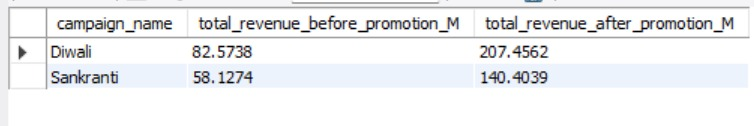 campaign_name total_revenue_before_promotion_M total_revenue_after_promotion_M
Diwali 82.5738 207.4562
Sankranti 58.1274 140.4039